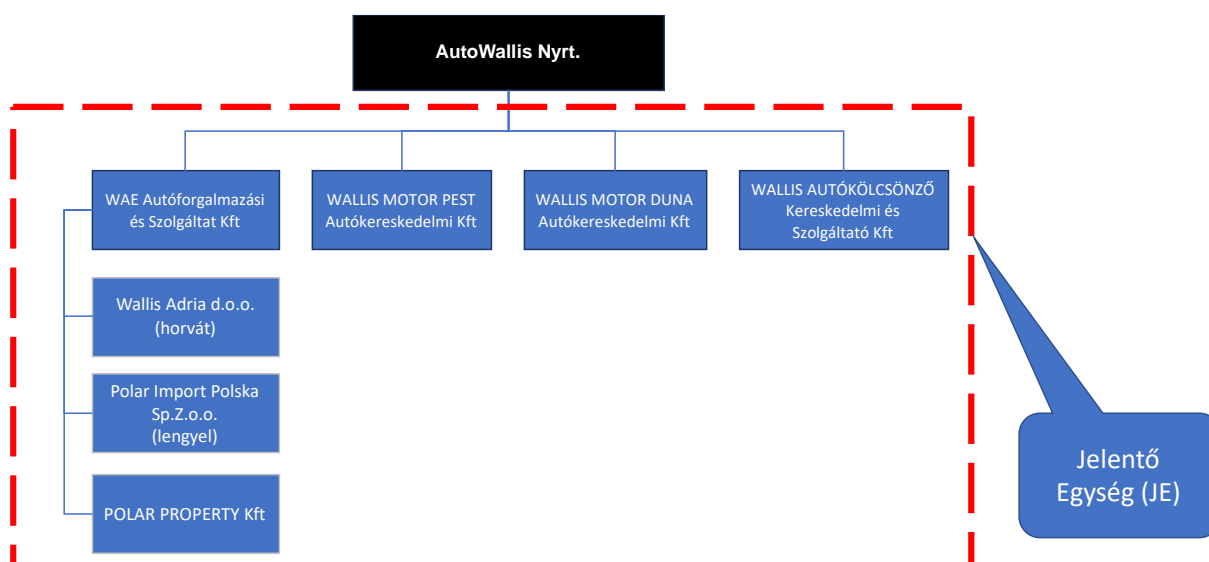 AutoWallis Nyrt.
WAE Autóforgalmazási
és Szolgáltat Kft
WALLIS MOTOR PEST
Autókereskedelmi Kft
WALLIS MOTOR DUNA
Autókereskedelmi Kft
WALLIS AUTÓKÖLCSÖNZŐ
Kereskedelmi és
Szolgáltató Kft
Wallis Adria d.o.o.
(horvát)
Polar Import Polska
Sp.Z.o.o.
(lengyel)
POLAR PROPERTY Kft
Jelentő
Egység (JE)